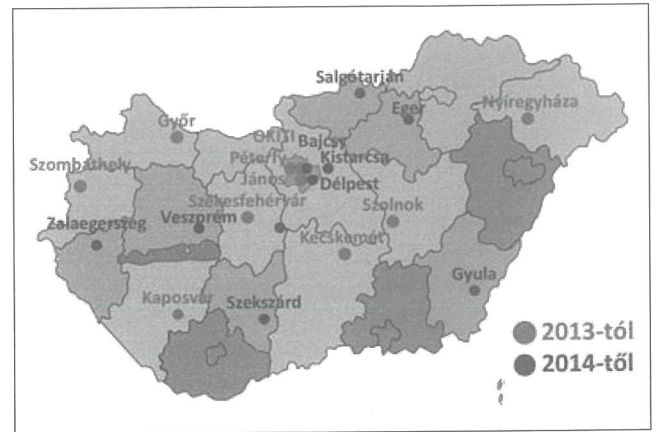 Salgótarján
Eger
Nyíregyháza
Győr
OKITI
Bajcsy
Szombathely
Péterfy
Kistarcsa
János
Délpest
Székesfehérvár
Szolnok
Zalaegerszeg
Veszprém
Kecskemét
Gyula
Kaposvár
Szekszárd
2013-tól
2014-től